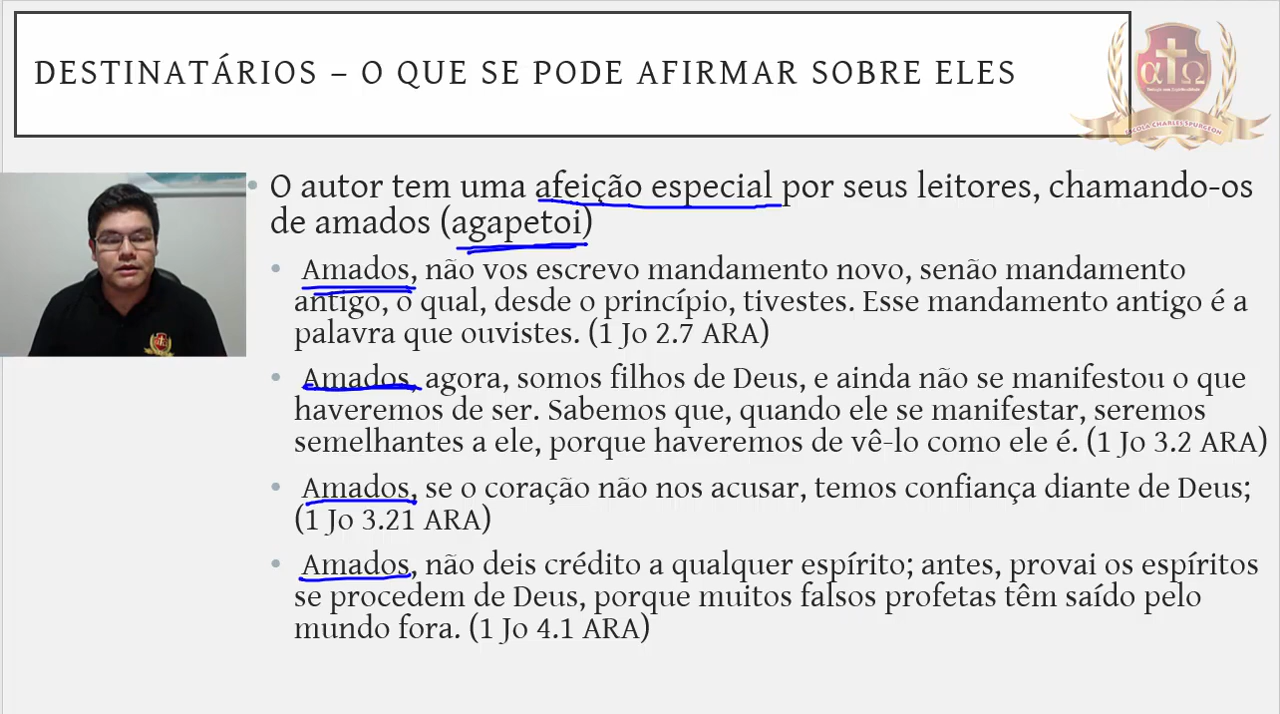 DESTINATÁRIOS – O QUE SE PODE AFIRMAR SOBRE ELES
α Ω
ESCOLA CHARLES SPURGEON
O autor tem uma afeição especial por seus leitores, chamando-os
de amados (agapetoi)
Amados, não vos escrevo mandamento novo, senão mandamento
antigo, o qual, desde o princípio, tivestes. Esse mandamento antigo é a
palavra que ouvistes. (1 Jo 2.7 ARA)
Amados, agora, somos filhos de Deus, e ainda não se manifestou o que
haveremos de ser. Sabemos que, quando ele se manifestar, seremos
semelhantes a ele, porque haveremos de vê-lo como ele é. (1 Jo 3.2 ARA)
Amados, se o coração não nos acusar, temos confiança diante de Deus;
(1 Jo 3.21 ARA)
Amados, não deis crédito a qualquer espírito; antes, provai os espíritos
se procedem de Deus, porque muitos falsos profetas têm saído pelo
mundo fora. (1 Jo 4.1 ARA)